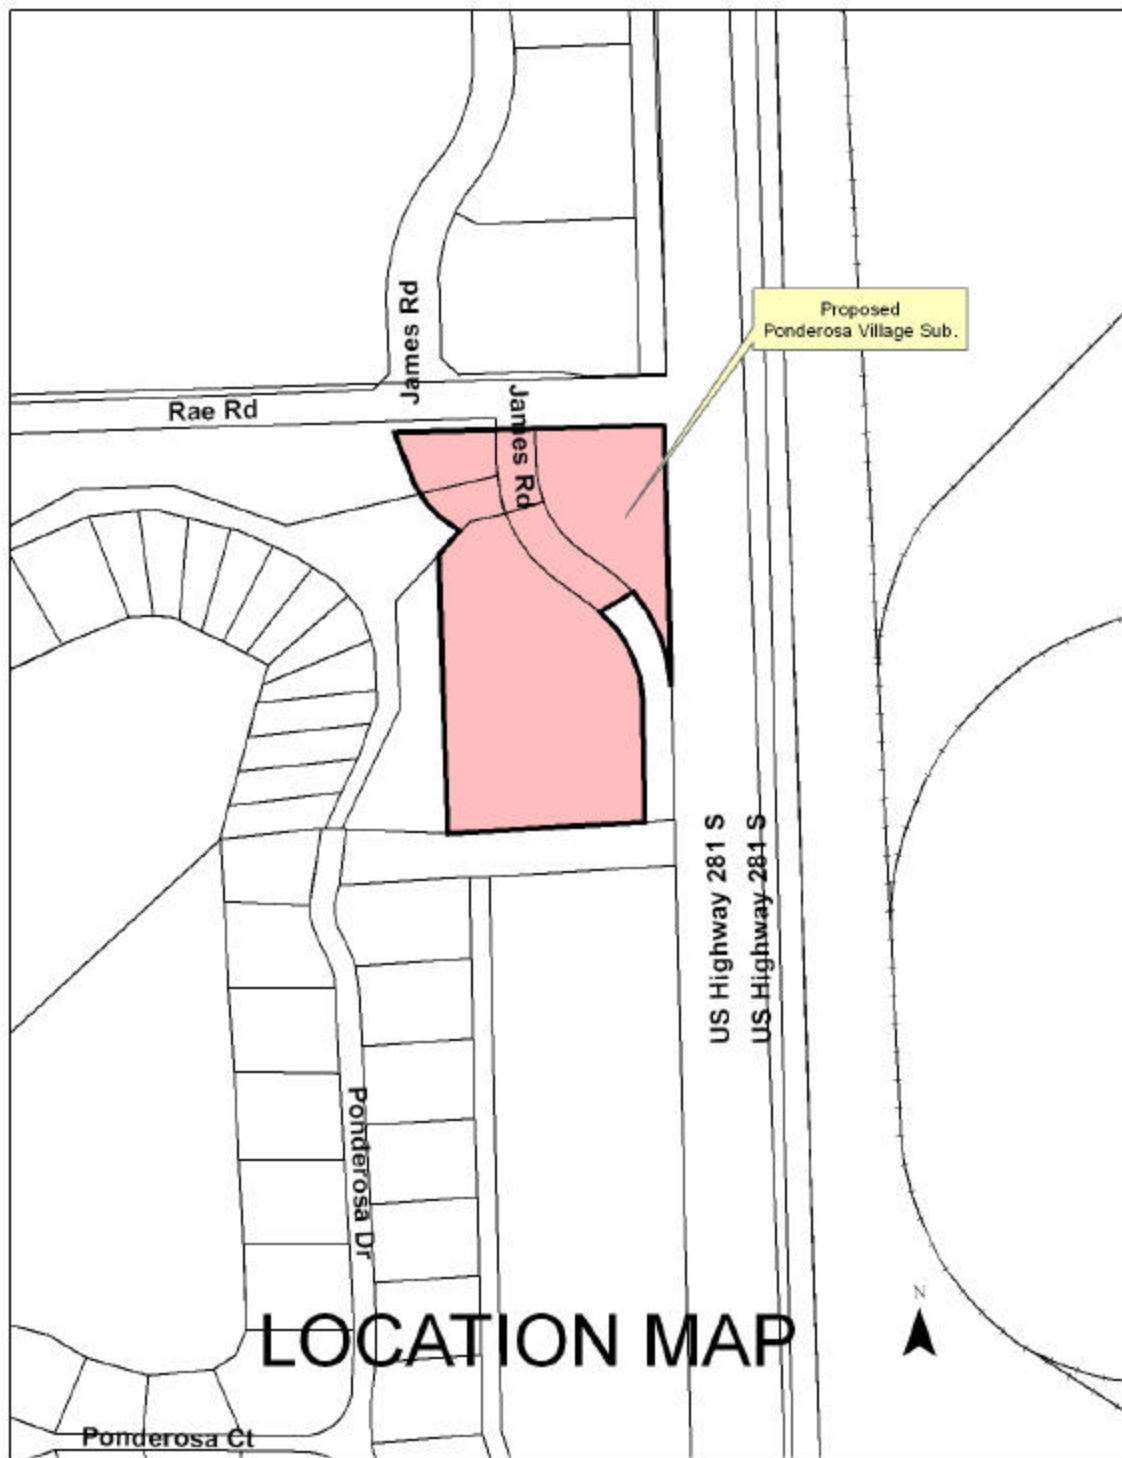 James Rd
Proposed
Ponderosa Village Sub.
Rae Rd
James Rd
US Highway 281 S
US Highway 281 S
Ponderosa Dr
N
LOCATION MAP
Ponderosa Ct